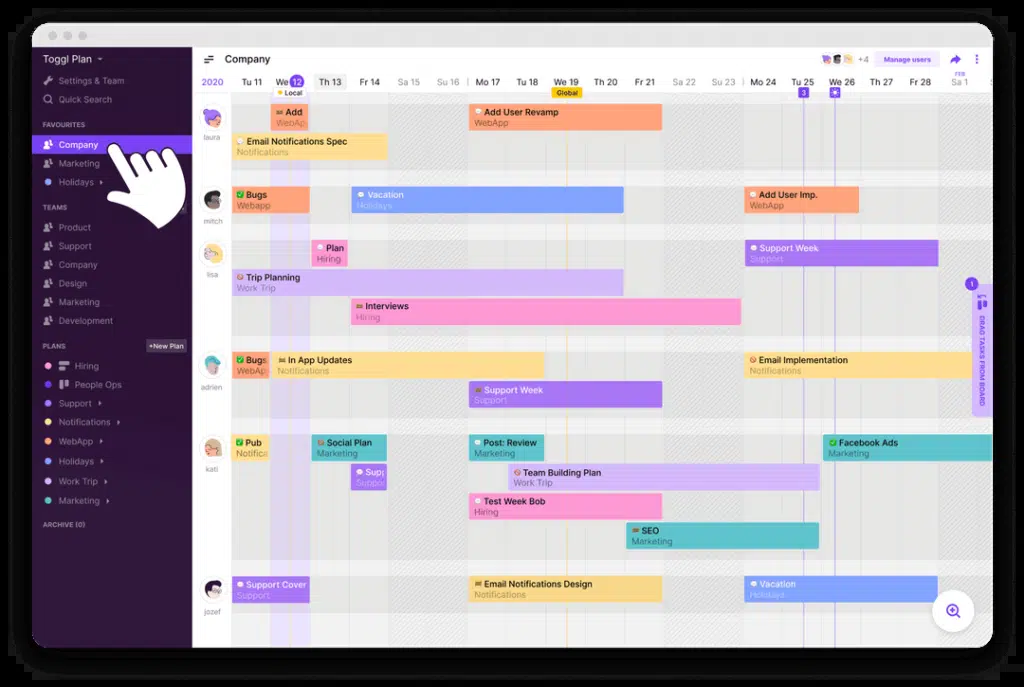 Toggl Plan
Settings & Team
Quick Search
FAVOURITES
Company
Marketing
Holidays
TEAMS
Product
Support
Company
Design
Marketing
Development
PLANS
+New Plan
Hiring
People Ops
Support
Notifications
WebApp
Holidays
Work Trip
Marketing
ARCHIVE (0)
Company
+4
Manage users
2020 Tu 11 We 12 Th 13 Fr 14 Sa 15 Su 16 Mo 17 Tu 18 We 19 Th 20 Fr 21 Sa 22 Su 23 Mo 24 Tu 25 We 26 Th 27 Fr 28 Sa 1
FEB
Local
Global
3
laura
Add
WebAp
Add User Revamp
WebApp
Email Notifications Spec
Notifications
mitch
Bugs
Webapp
Vacation
Holidays
Add User Imp.
WebApp
lisa
Plan
Hiring
Support Week
Support
Trip Planning
Work Trip
Interviews
Hiring
1
DRAG TASKS FROM BOARD
adrien
Bugs
WebAp
In App Updates
Notifications
Email Implementation
Notifications
Support Week
Support
kati
Pub
Notifica
Social Plan
Marketing
Post: Review
Marketing
Facebook Ads
Marketing
Supp
Suppo
Team Building Plan
Work Trip
Test Week Bob
Hiring
SEO
Marketing
jozef
Support Cover
Support
Email Notifications Design
Notifications
Vacation
Holidays